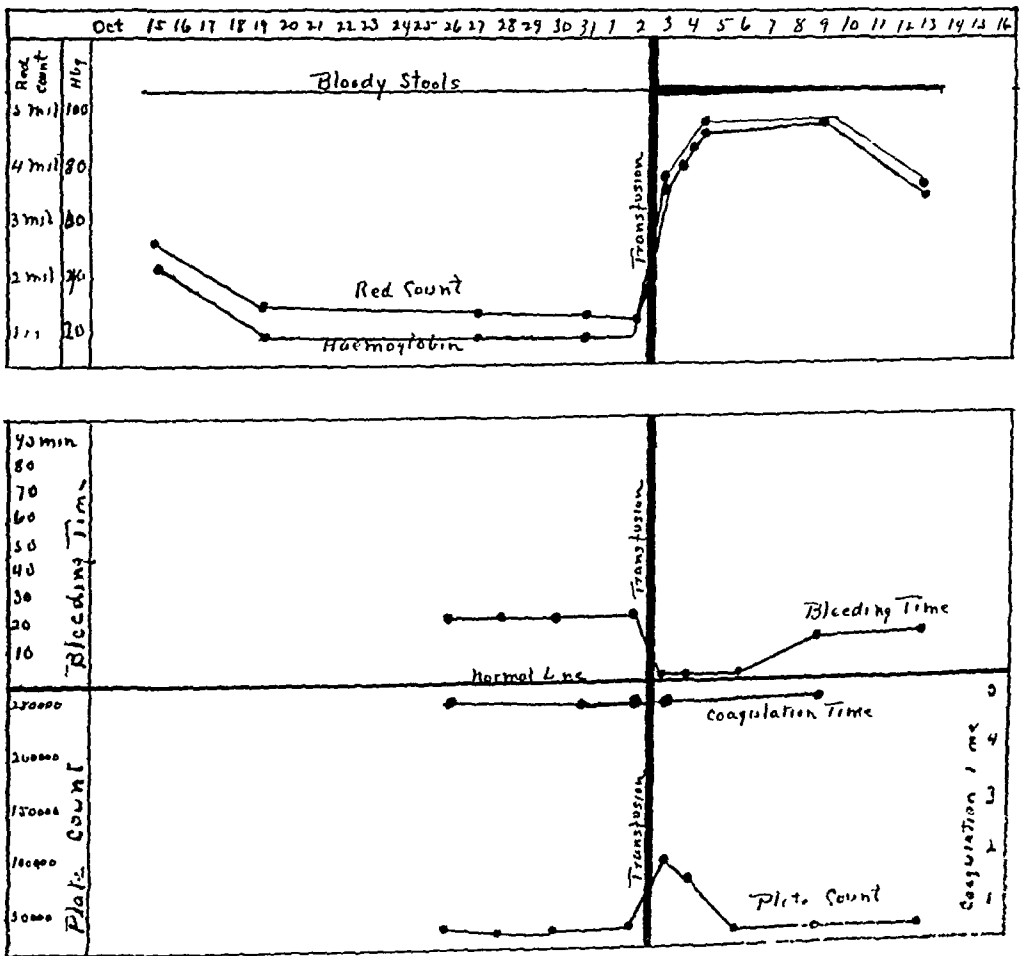 Oct 15 16 17 18 19 20 21 22 23 24 25 26 27 28 29 30 31 1 2 3 4 5 6 7 8 9 10 11 12 13 14 15 16
Red count
Hbg
Bloody Stools
5 mil 100
4 mil 80
3 mil 60
2 mil 40
20
Transfusion
Red Count
Haemoglobin
90 min
80
70
60
50
40
30
20
10
Bleeding Time
Transfusion
Bleeding Time
Normal Line
250000
200000
150000
100000
50000
Plate Count
Coagulation Time
Transfusion
Plate Count
5
4
3
2
1
Coagulation